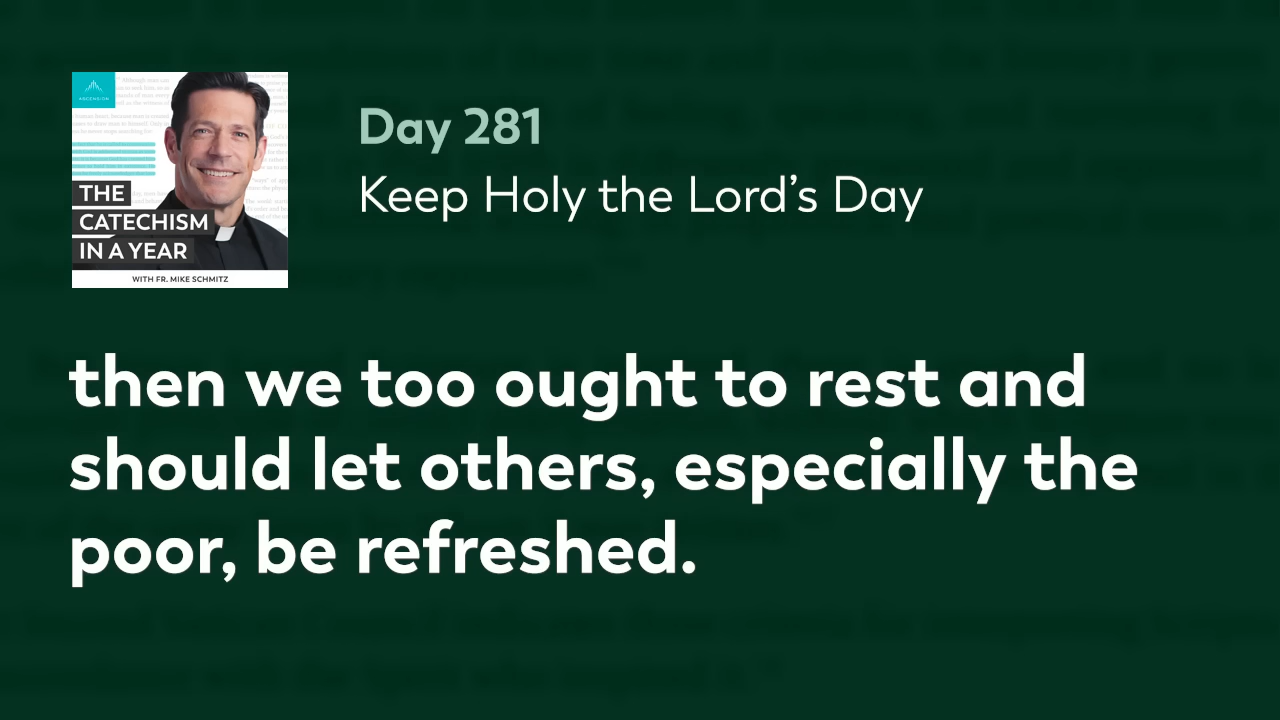 ASCENSION
THE
CATECHISM
IN A YEAR
WITH FR. MIKE SCHMITZ
Day 281
Keep Holy the Lord’s Day
then we too ought to rest and
should let others, especially the
poor, be refreshed.